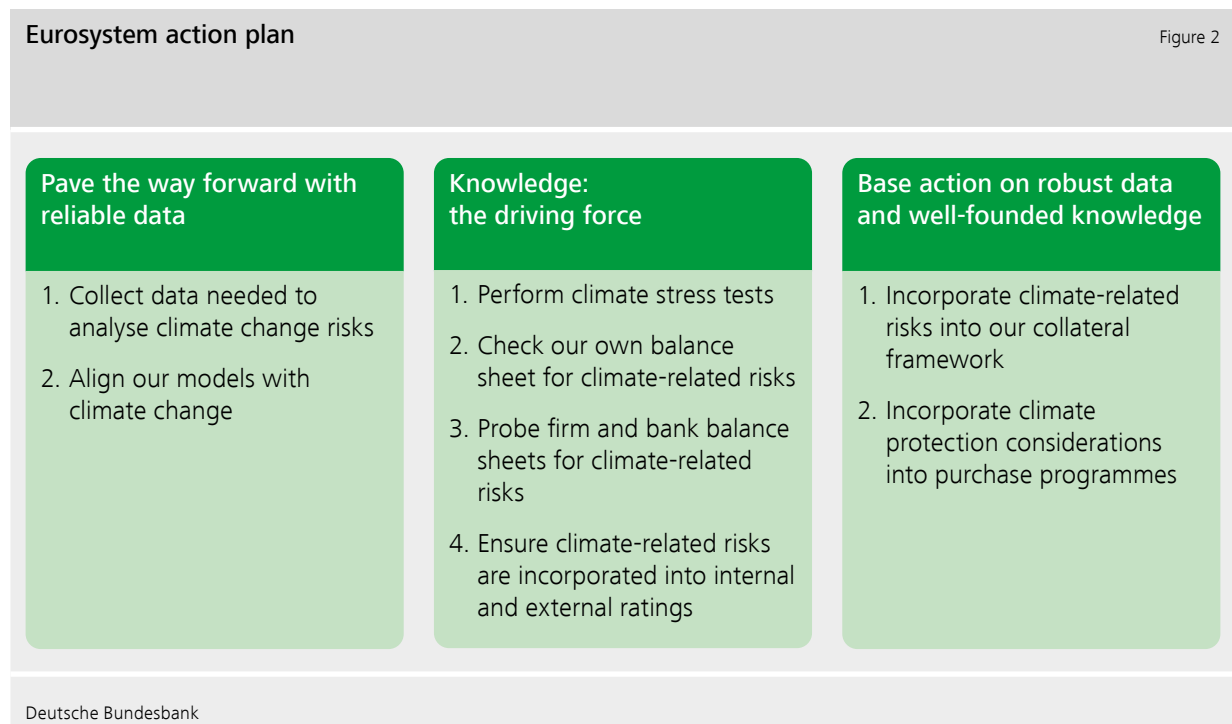 Eurosystem action plan
Figure 2
Pave the way forward with
reliable data
1. Collect data needed to
analyse climate change risks
2. Align our models with
climate change
Knowledge:
the driving force
1. Perform climate stress tests
2. Check our own balance
sheet for climate-related risks
3. Probe firm and bank balance
sheets for climate-related
risks
4. Ensure climate-related risks
are incorporated into internal
and external ratings
Base action on robust data
and well-founded knowledge
1. Incorporate climate-related
risks into our collateral
framework
2. Incorporate climate
protection considerations
into purchase programmes
Deutsche Bundesbank